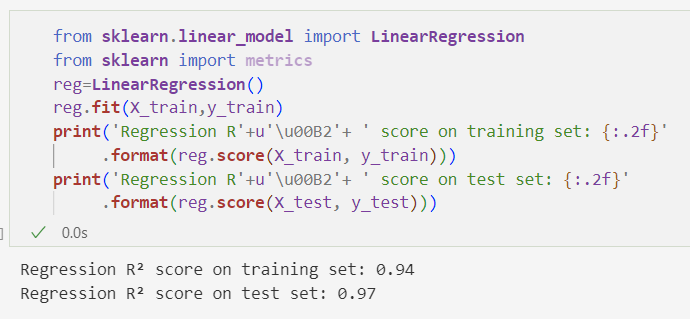 from sklearn.linear_model import LinearRegression
from sklearn import metrics
reg=LinearRegression()
reg.fit(X_train,y_train)
print('Regression R'+u'\u00B2'+ ' score on training set: {:.2f}'
.format(reg.score(X_train, y_train)))
print('Regression R'+u'\u00B2'+ ' score on test set: {:.2f}'
.format(reg.score(X_test, y_test)))
] ✓ 0.0s
Regression R² score on training set: 0.94
Regression R² score on test set: 0.97